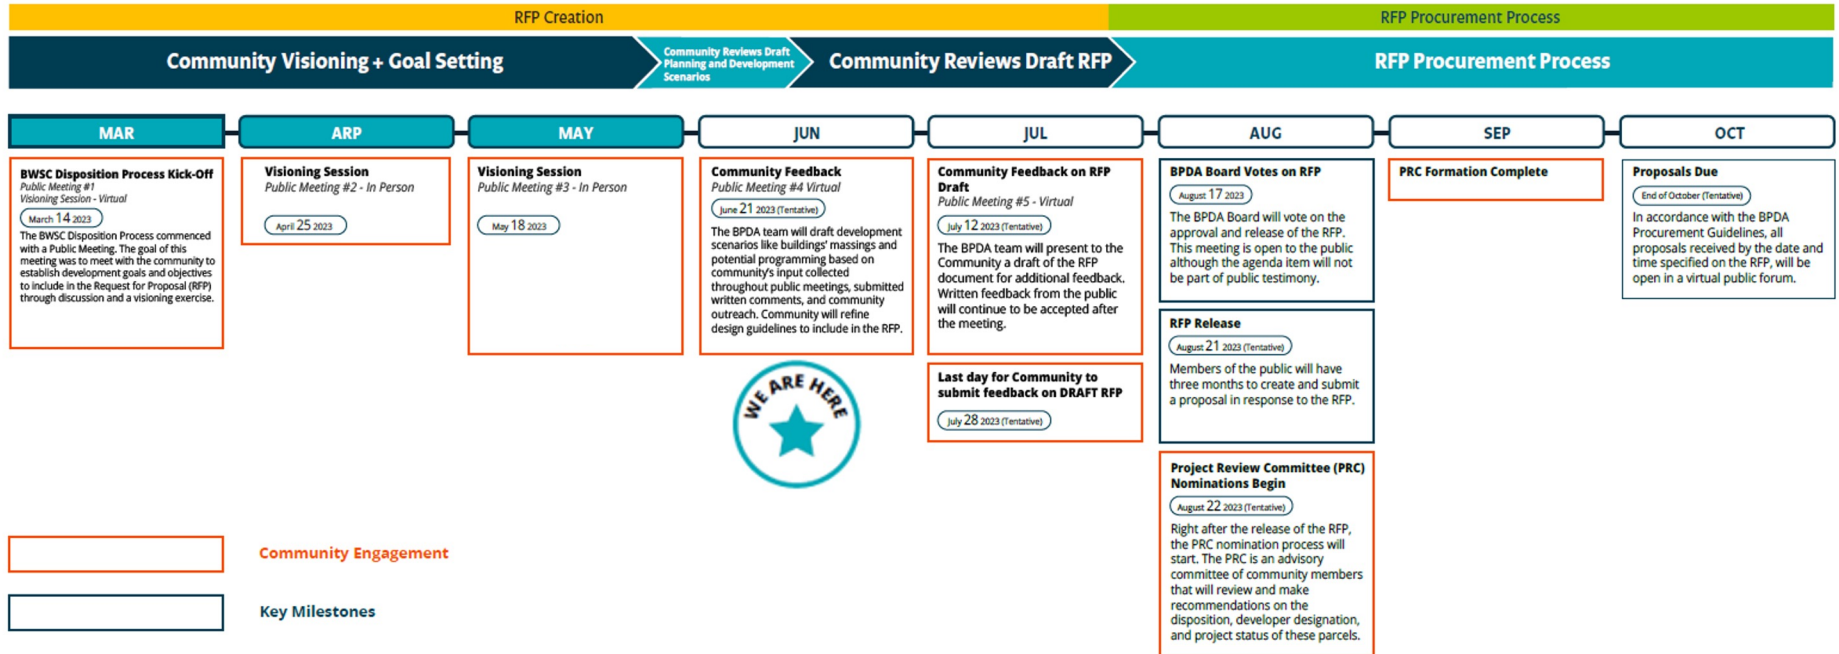 RFP Creation
RFP Procurement Process
Community Visioning + Goal Setting
Community Reviews Draft
Planning and Development
Scenarios
Community Reviews Draft RFP
RFP Procurement Process
MAR
ARP
MAY
JUN
JUL
AUG
SEP
OCT
BWSC Disposition Process Kick-Off
Public Meeting #1
Visioning Session - Virtual
March 14 2023
The BWSC Disposition Process commenced
with a Public Meeting. The goal of this
meeting was to meet with the community to
establish development goals and objectives
to include in the Request for Proposal (RFP)
through discussion and a visioning exercise.
Visioning Session
Public Meeting #2 - In Person
April 25 2023
Visioning Session
Public Meeting #3 - In Person
May 18 2023
Community Feedback
Public Meeting #4 Virtual
June 21 2023 (Tentative)
The BPDA team will draft development
scenarios like buildings' massings and
potential programming based on
community's input collected
throughout public meetings, submitted
written comments, and community
outreach. Community will refine
design guidelines to include in the RFP.
WE ARE HERE
Community Feedback on RFP
Draft
Public Meeting #5 - Virtual
July 12 2023 (Tentative)
The BPDA team will present to the
Community a draft of the RFP
document for additional feedback.
Written feedback from the public
will continue to be accepted after
the meeting.
Last day for Community to
submit feedback on DRAFT RFP
July 28 2023 (Tentative)
BPDA Board Votes on RFP
August 17 2023
The BPDA Board will vote on the
approval and release of the RFP.
This meeting is open to the public
although the agenda item will not
be part of public testimony.
RFP Release
August 21 2023 (Tentative)
Members of the public will have
three months to create and submit
a proposal in response to the RFP.
Project Review Committee (PRC)
Nominations Begin
August 22 2023 (Tentative)
Right after the release of the RFP,
the PRC nomination process will
start. The PRC is an advisory
committee of community members
that will review and make
recommendations on the
disposition, developer designation,
and project status of these parcels.
PRC Formation Complete
Proposals Due
End of October (Tentative)
In accordance with the BPDA
Procurement Guidelines, all
proposals received by the date and
time specified on the RFP, will be
open in a virtual public forum.
Community Engagement
Key Milestones